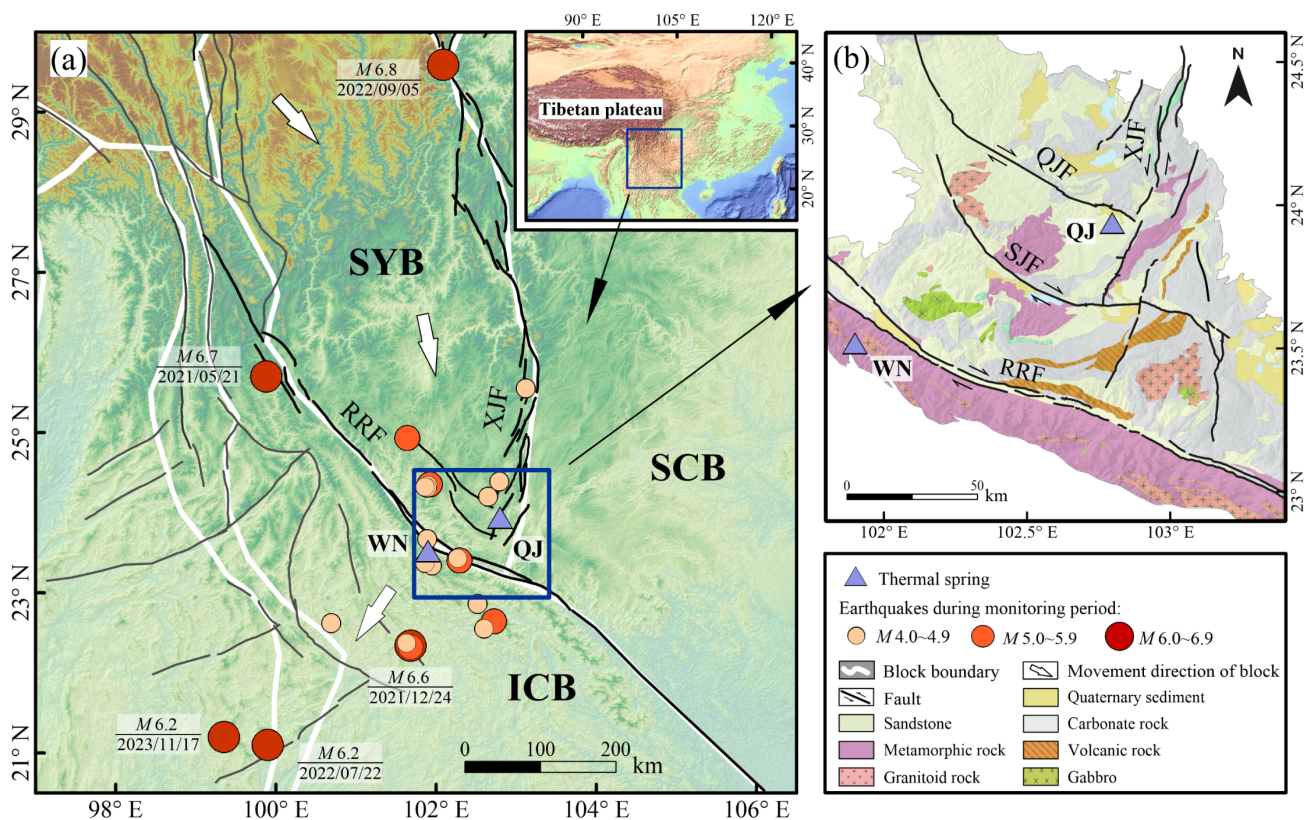 90° E 105° E 120° E
(a)
M 6.8
2022/09/05
Tibetan plateau
40° N
30° N
20° N
29° N
27° N
25° N
23° N
21° N
SYB
M 6.7
2021/05/21
RRF
XJF
SCB
WN
QJ
M 6.6
2021/12/24
ICB
M 6.2
2023/11/17
M 6.2
2022/07/22
0 100 200
km
98° E 100° E 102° E 104° E 106° E
(b)
N
QJF
XJF
QJ
SJF
WN
RRF
0 50
km
24.5° N
24° N
23.5° N
23° N
102° E 102.5° E 103° E
Thermal spring
Earthquakes during monitoring period:
M 4.0~4.9 M 5.0~5.9 M 6.0~6.9
Block boundary Movement direction of block
Fault Quaternary sediment
Sandstone Carbonate rock
Metamorphic rock Volcanic rock
Granitoid rock Gabbro